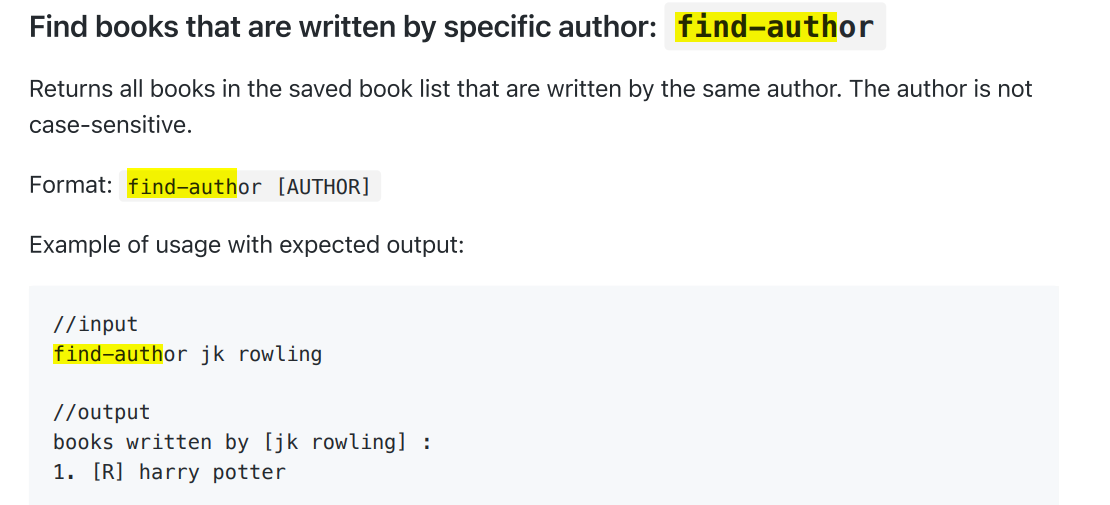 Find books that are written by specific author: find-author
Returns all books in the saved book list that are written by the same author. The author is not
case-sensitive.
Format: find-author [AUTHOR]
Example of usage with expected output:
//input
find-author jk rowling
//output
books written by [jk rowling] :
1. [R] harry potter